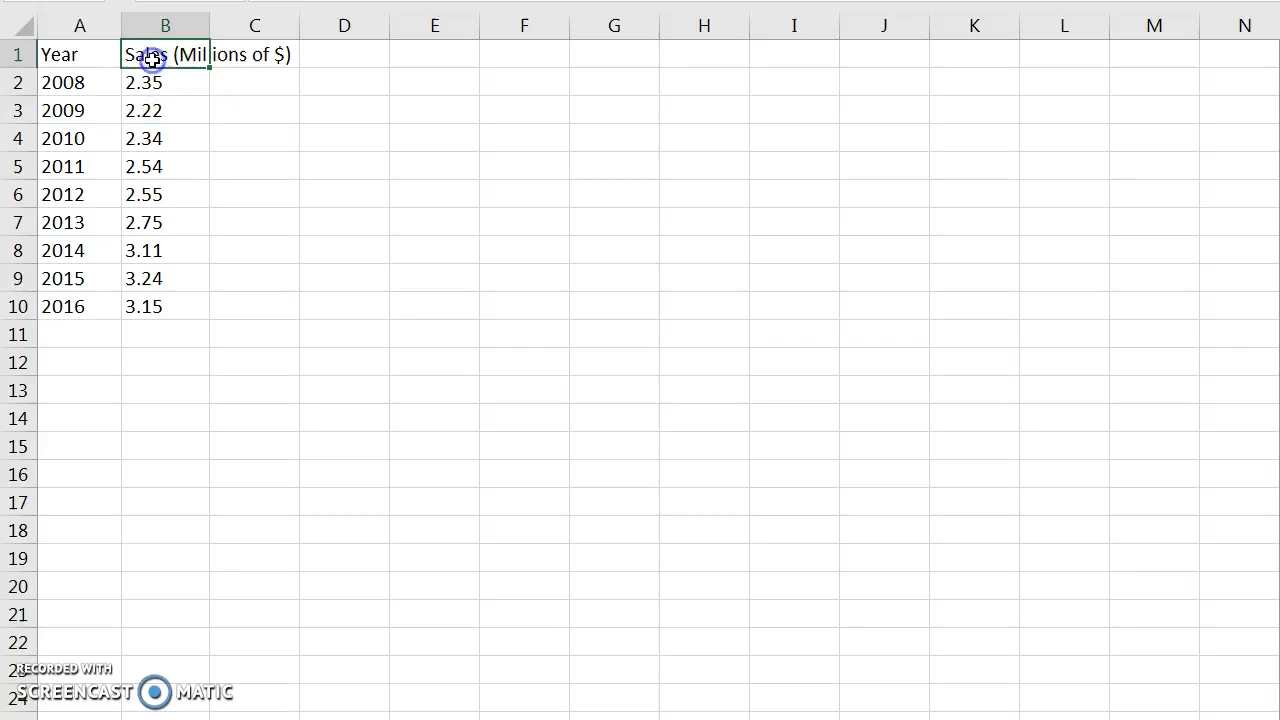 A B C D E F G H I J K L M N
1 Year Sales (Millions of $)
2 2008 2.35
3 2009 2.22
4 2010 2.34
5 2011 2.54
6 2012 2.55
7 2013 2.75
8 2014 3.11
9 2015 3.24
10 2016 3.15
11
12
13
14
15
16
17
18
19
20
21
22
23
RECORDED WITH
SCREENCAST MATIC
24